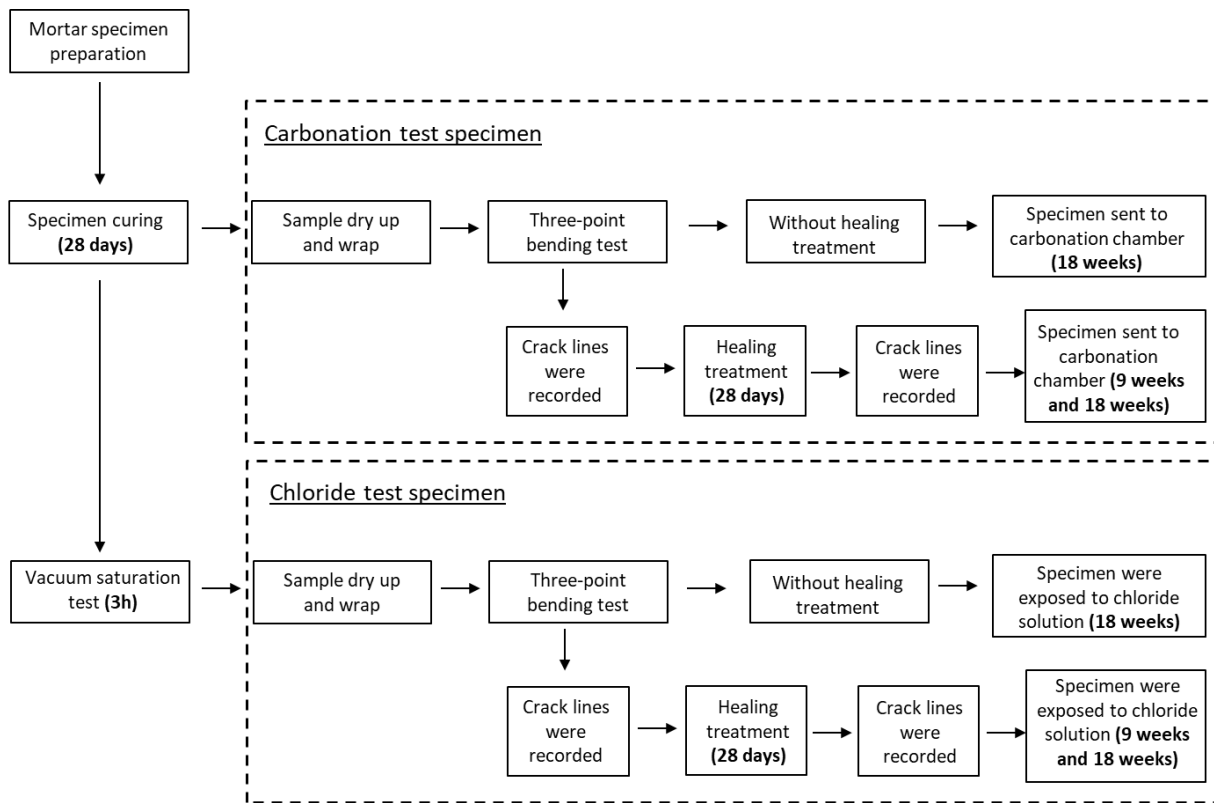 Mortar specimen
preparation
Carbonation test specimen
Specimen curing
(28 days)
Sample dry up
and wrap
Three-point
bending test
Without healing
treatment
Specimen sent to
carbonation chamber
(18 weeks)
Crack lines
were
recorded
Healing
treatment
(28 days)
Crack lines
were
recorded
Specimen sent to
carbonation
chamber (9 weeks
and 18 weeks)
Chloride test specimen
Vacuum saturation
test (3h)
Sample dry up
and wrap
Three-point
bending test
Without healing
treatment
Specimen were
exposed to chloride
solution (18 weeks)
Crack lines
were
recorded
Healing
treatment
(28 days)
Crack lines
were
recorded
Specimen were
exposed to chloride
solution (9 weeks
and 18 weeks)